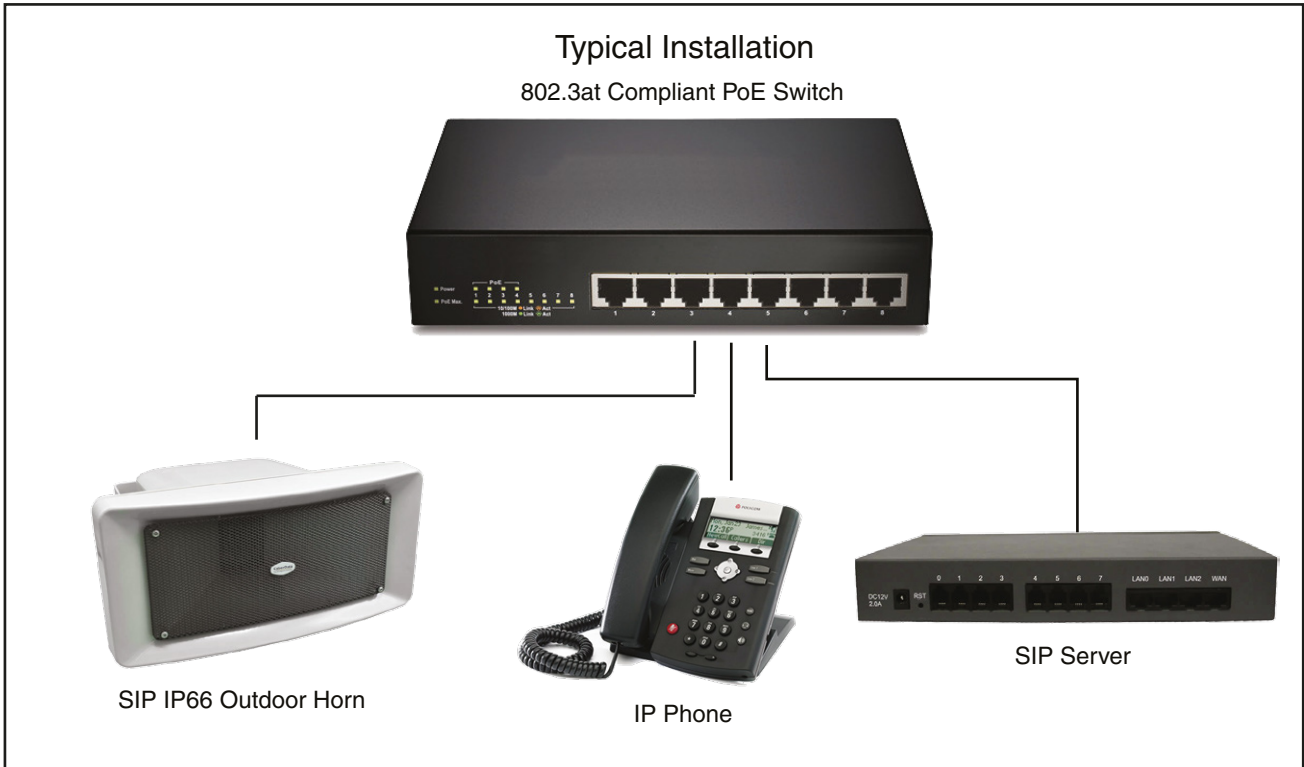 Typical Installation
802.3at Compliant PoE Switch
PoE
Power
1 2 3 4 5 6 7 8
PoE Max.
10/100M Link Act
1000M Link Act
1 2 3 4 5 6 7 8
POLYCOM
12:36
0 1 2 3 4 5 6 7 LAN0 LAN1 LAN2 WAN
DC12V RST
2.0A
SIP IP66 Outdoor Horn
IP Phone
SIP Server